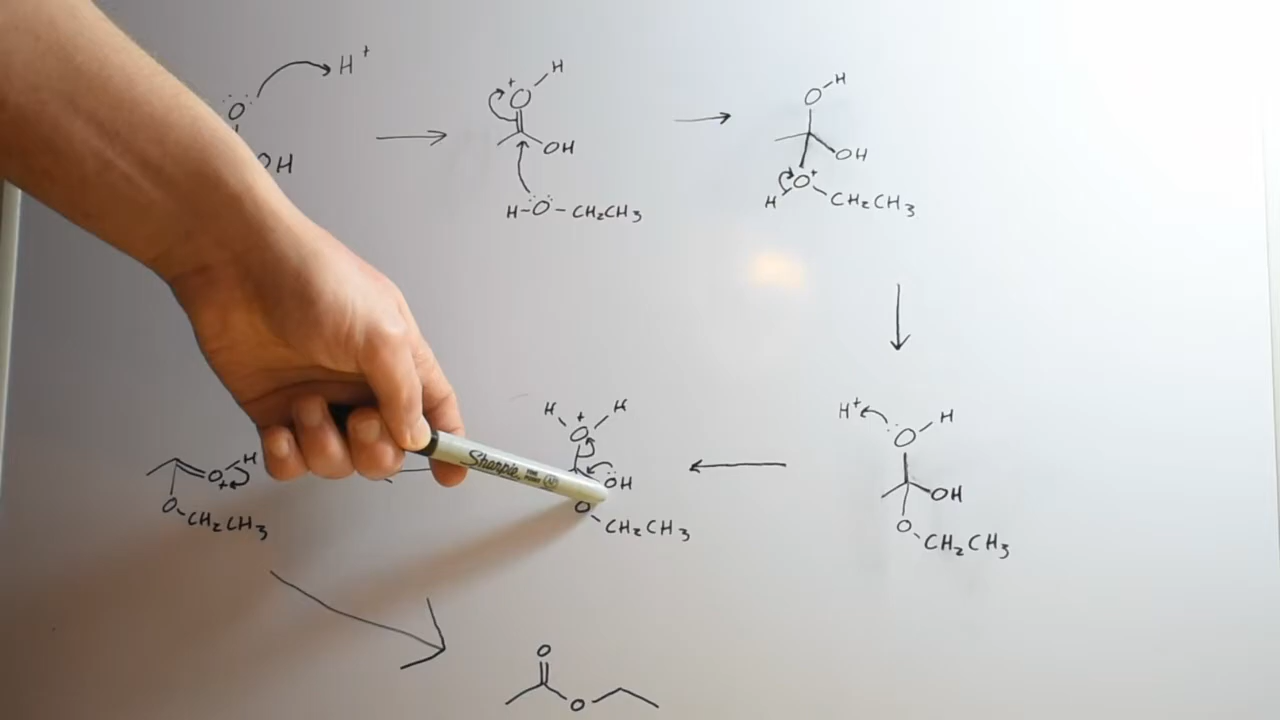 H+
O
OH
H
+
O
OH
H-O-CH2CH3
O-H
OH
O+
H
CH2CH3
H+
H
O
OH
O
CH2CH3
H
+
H
O
OH
O
CH2CH3
H
O
+
O-CH2CH3
Sharpie
O
O